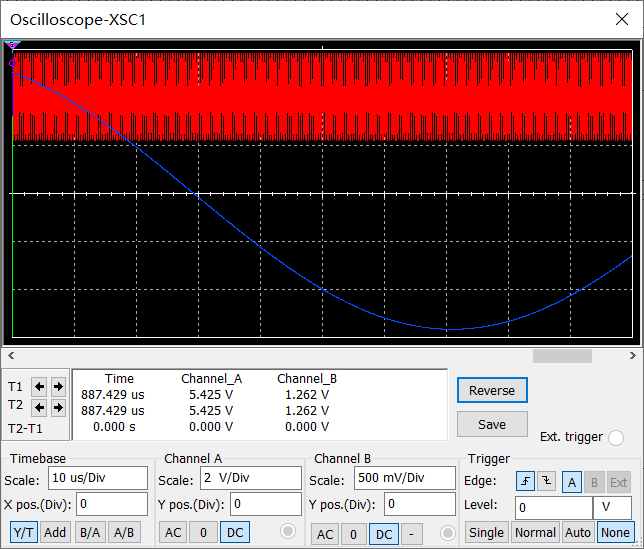 Oscilloscope-XSC1
T1
T2
T2-T1
Time Channel_A Channel_B
887.429 us 5.425 V 1.262 V
887.429 us 5.425 V 1.262 V
0.000 s 0.000 V 0.000 V
Reverse
Save
Ext. trigger
Timebase
Scale: 10 us/Div
X pos.(Div): 0
Y/T Add B/A A/B
Channel A
Scale: 2 V/Div
Y pos.(Div): 0
AC 0 DC
Channel B
Scale: 500 mV/Div
Y pos.(Div): 0
AC 0 DC -
Trigger
Edge: A B Ext
Level: 0 V
Single Normal Auto None